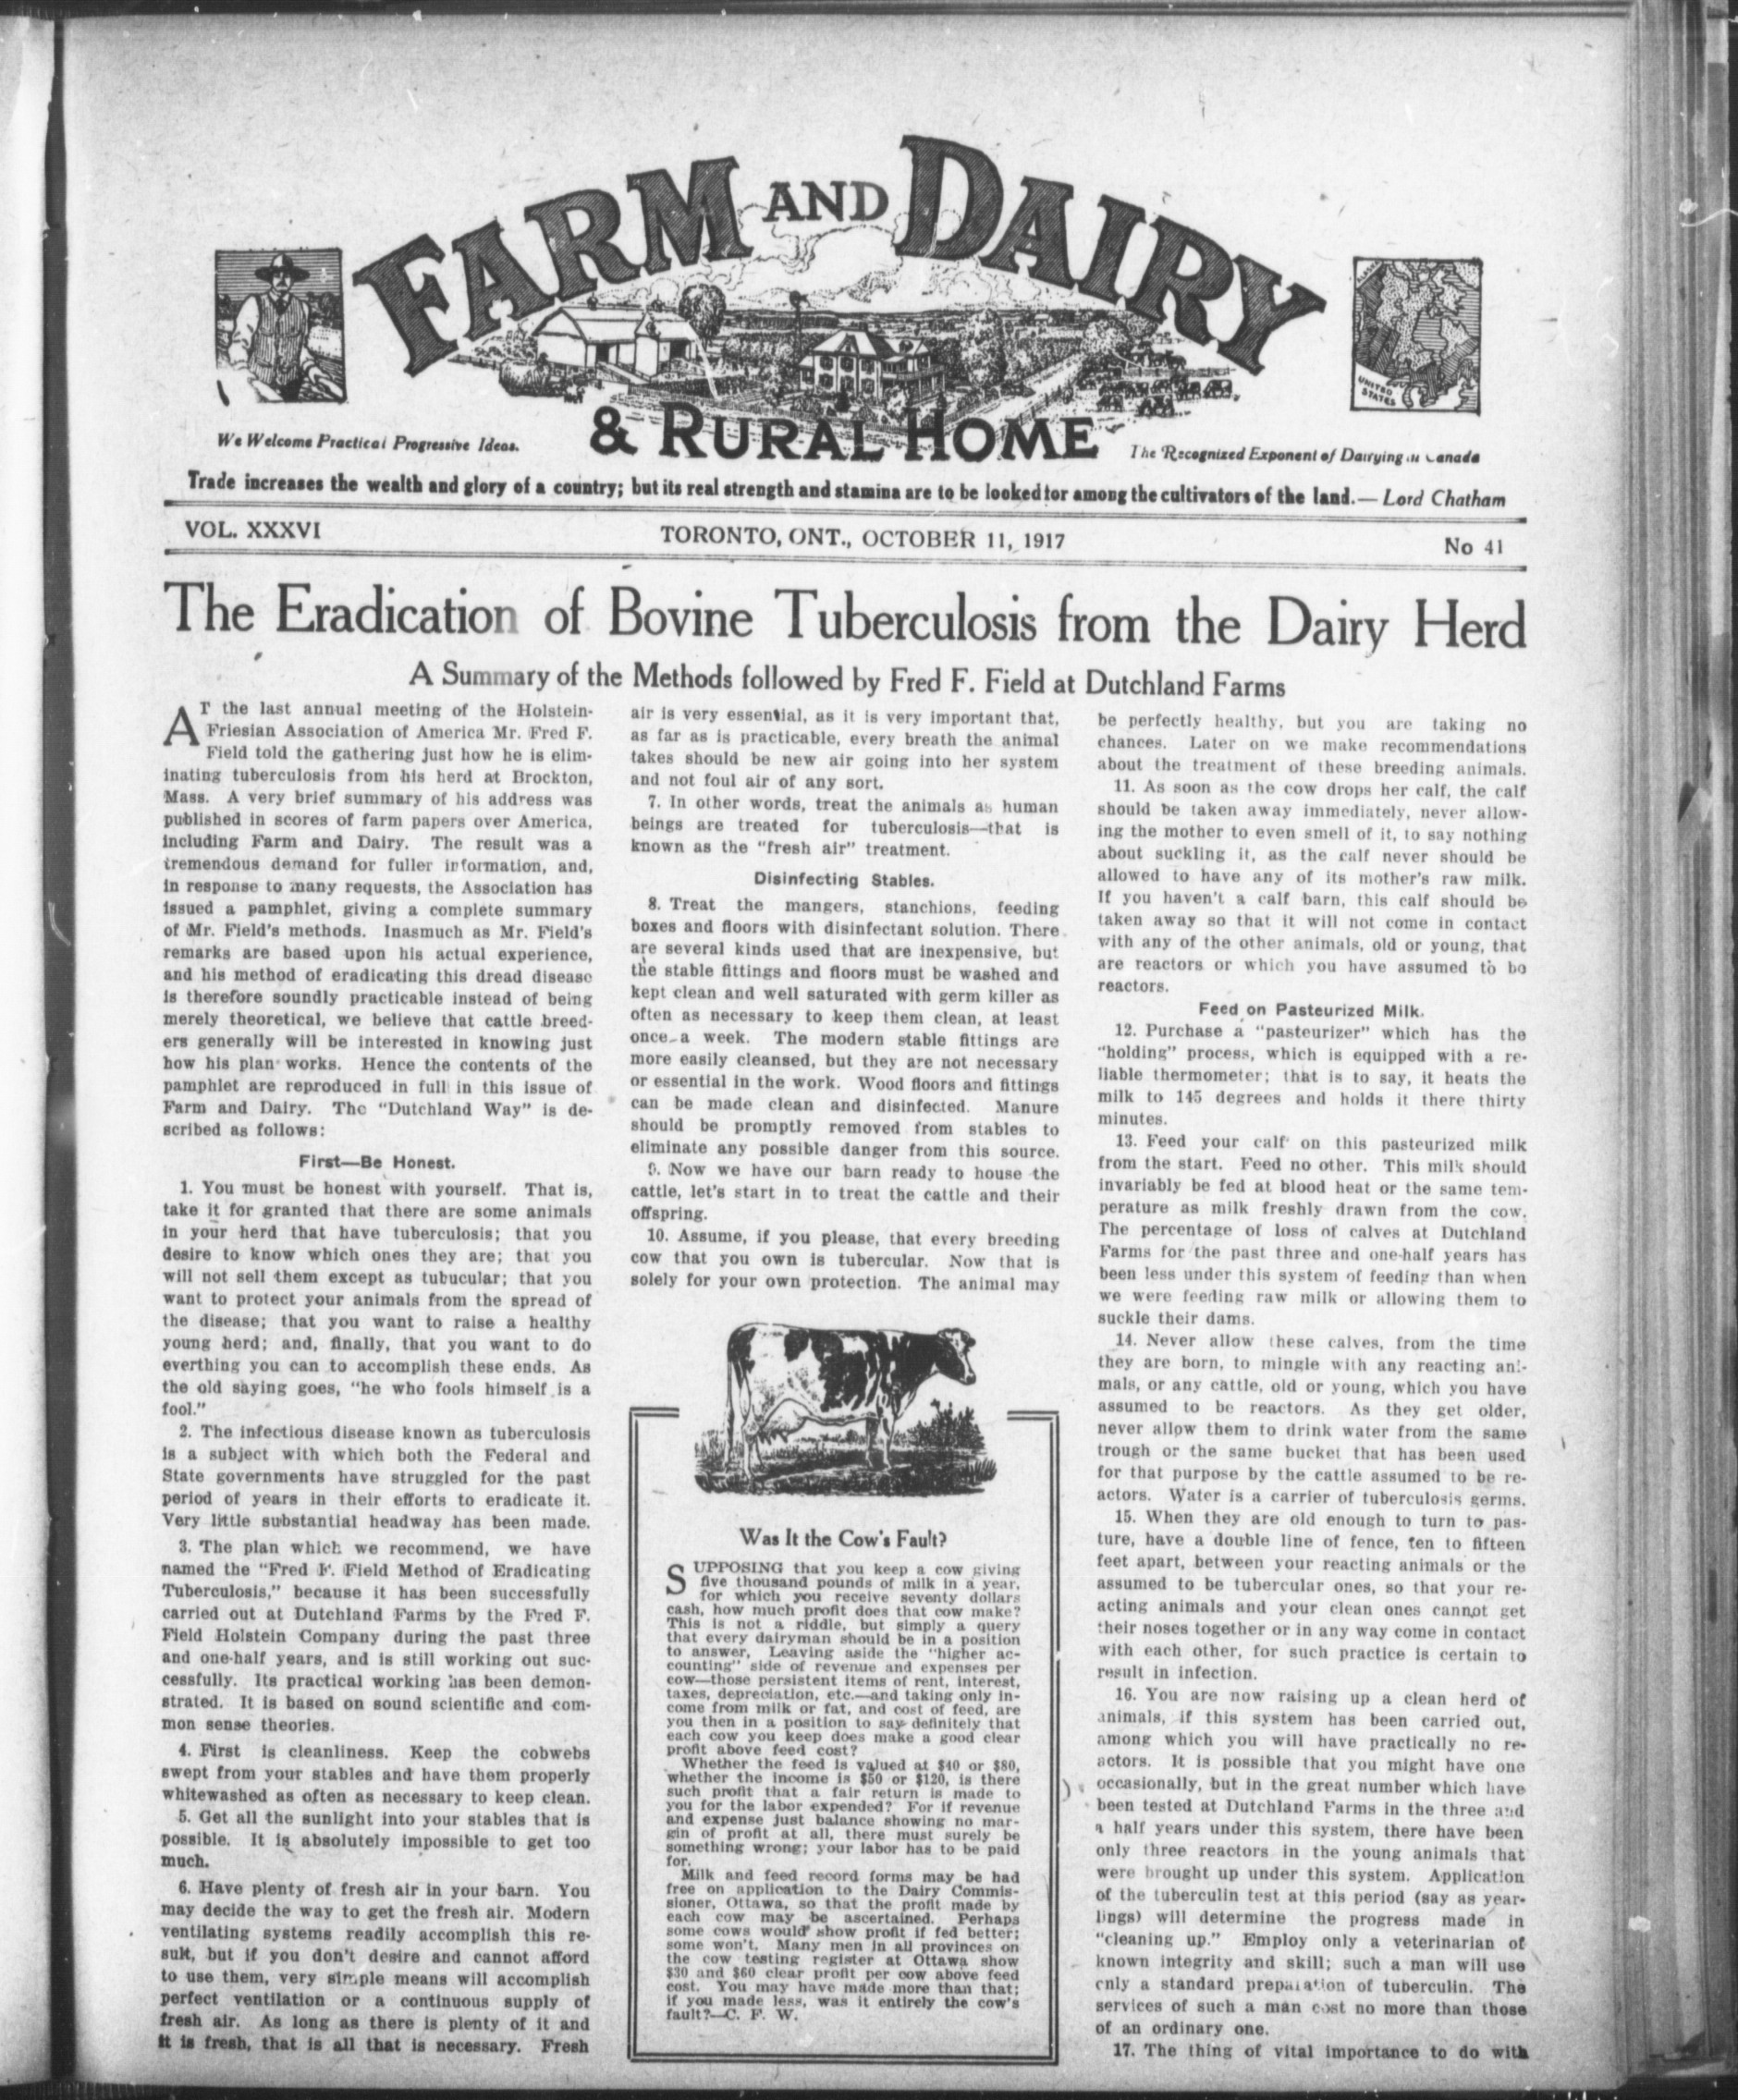 FARM AND DAIRY
& RURAL HOME
UNITED
STATES
We Welcome Practical Progressive Ideas.
The Recognized Exponent of Dairying in Canada
Trade increases the wealth and glory of a country; but its real strength and stamina are to be looked for among the cultivators of the land.—Lord Chatham
VOL. XXXVI
TORONTO, ONT., OCTOBER 11, 1917
No 41
The Eradication of Bovine Tuberculosis from the Dairy Herd
A Summary of the Methods followed by Fred F. Field at Dutchland Farms
AT the last annual meeting of the Holstein-
Friesian Association of America Mr. Fred F.
Field told the gathering just how he is elim-
inating tuberculosis from his herd at Brockton,
Mass. A very brief summary of his address was
published in scores of farm papers over America,
including Farm and Dairy. The result was a
tremendous demand for fuller information, and,
in response to many requests, the Association has
issued a pamphlet, giving a complete summary
of Mr. Field's methods. Inasmuch as Mr. Field's
remarks are based upon his actual experience,
and his method of eradicating this dread disease
is therefore soundly practicable instead of being
merely theoretical, we believe that cattle breed-
ers generally will be interested in knowing just
how his plan works. Hence the contents of the
pamphlet are reproduced in full in this issue of
Farm and Dairy. The "Dutchland Way" is de-
scribed as follows:
First—Be Honest.
1. You must be honest with yourself. That is,
take it for granted that there are some animals
in your herd that have tuberculosis; that you
desire to know which ones they are; that you
will not sell them except as tubucular; that you
want to protect your animals from the spread of
the disease; that you want to raise a healthy
young herd; and, finally, that you want to do
everthing you can to accomplish these ends. As
the old saying goes, "he who fools himself is a
fool."
2. The infectious disease known as tuberculosis
is a subject with which both the Federal and
State governments have struggled for the past
period of years in their efforts to eradicate it.
Very little substantial headway has been made.
3. The plan which we recommend, we have
named the "Fred F. Field Method of Eradicating
Tuberculosis," because it has been successfully
carried out at Dutchland Farms by the Fred F.
Field Holstein Company during the past three
and one-half years, and is still working out suc-
cessfully. Its practical working has been demon-
strated. It is based on sound scientific and com-
mon sense theories.
4. First is cleanliness. Keep the cobwebs
swept from your stables and have them properly
whitewashed as often as necessary to keep clean.
5. Get all the sunlight into your stables that is
possible. It is absolutely impossible to get too
much.
6. Have plenty of fresh air in your barn. You
may decide the way to get the fresh air. Modern
ventilating systems readily accomplish this re-
sult, but if you don't desire and cannot afford
to use them, very simple means will accomplish
perfect ventilation or a continuous supply of
fresh air. As long as there is plenty of it and
it is fresh, that is all that is necessary. Fresh
air is very essential, as it is very important that,
as far as is practicable, every breath the animal
takes should be new air going into her system
and not foul air of any sort.
7. In other words, treat the animals as human
beings are treated for tuberculosis—that is
known as the "fresh air" treatment.
Disinfecting Stables.
8. Treat the mangers, stanchions, feeding
boxes and floors with disinfectant solution. There
are several kinds used that are inexpensive, but
the stable fittings and floors must be washed and
kept clean and well saturated with germ killer as
often as necessary to keep them clean, at least
once a week. The modern stable fittings are
more easily cleansed, but they are not necessary
or essential in the work. Wood floors and fittings
can be made clean and disinfected. Manure
should be promptly removed from stables to
eliminate any possible danger from this source.
9. Now we have our barn ready to house the
cattle, let's start in to treat the cattle and their
offspring.
10. Assume, if you please, that every breeding
cow that you own is tubercular. Now that is
solely for your own protection. The animal may
Was It the Cow's Fault?
SUPPOSING that you keep a cow giving
five thousand pounds of milk in a year,
for which you receive seventy dollars
cash, how much profit does that cow make?
This is not a riddle, but simply a query
that every dairyman should be in a position
to answer, Leaving aside the "higher ac-
counting" side of revenue and expenses per
cow—those persistent items of rent, interest,
taxes, depreciation, etc.—and taking only in-
come from milk or fat, and cost of feed, are
you then in a position to say definitely that
each cow you keep does make a good clear
profit above feed cost?
Whether the feed is valued at $40 or $80,
whether the income is $50 or $120, is there
such profit that a fair return is made to
you for the labor expended? For if revenue
and expense just balance showing no mar-
gin of profit at all, there must surely be
something wrong; your labor has to be paid
for.
Milk and feed record forms may be had
free on application to the Dairy Commis-
sioner, Ottawa, so that the profit made by
each cow may be ascertained. Perhaps
some cows would show profit if fed better;
some won't. Many men in all provinces on
the cow testing register at Ottawa show
$30 and $60 clear profit per cow above feed
cost. You may have made more than that;
if you made less, was it entirely the cow's
fault?—C. F. W.
be perfectly healthy, but you are taking no
chances. Later on we make recommendations
about the treatment of these breeding animals.
11. As soon as the cow drops her calf, the calf
should be taken away immediately, never allow-
ing the mother to even smell of it, to say nothing
about suckling it, as the calf never should be
allowed to have any of its mother's raw milk.
If you haven't a calf barn, this calf should be
taken away so that it will not come in contact
with any of the other animals, old or young, that
are reactors or which you have assumed to be
reactors.
Feed on Pasteurized Milk.
12. Purchase a "pasteurizer" which has the
"holding" process, which is equipped with a re-
liable thermometer; that is to say, it heats the
milk to 145 degrees and holds it there thirty
minutes.
13. Feed your calf on this pasteurized milk
from the start. Feed no other. This milk should
invariably be fed at blood heat or the same tem-
perature as milk freshly drawn from the cow.
The percentage of loss of calves at Dutchland
Farms for the past three and one-half years has
been less under this system of feeding than when
we were feeding raw milk or allowing them to
suckle their dams.
14. Never allow these calves, from the time
they are born, to mingle with any reacting ani-
mals, or any cattle, old or young, which you have
assumed to be reactors. As they get older,
never allow them to drink water from the same
trough or the same bucket that has been used
for that purpose by the cattle assumed to be re-
actors. Water is a carrier of tuberculosis germs.
15. When they are old enough to turn to pas-
ture, have a double line of fence, ten to fifteen
feet apart, between your reacting animals or the
assumed to be tubercular ones, so that your re-
acting animals and your clean ones cannot get
their noses together or in any way come in contact
with each other, for such practice is certain to
result in infection.
16. You are now raising up a clean herd of
animals, if this system has been carried out,
among which you will have practically no re-
actors. It is possible that you might have one
occasionally, but in the great number which have
been tested at Dutchland Farms in the three and
a half years under this system, there have been
only three reactors in the young animals that
were brought up under this system. Application
of the tuberculin test at this period (say as year-
lings) will determine the progress made in
"cleaning up." Employ only a veterinarian of
known integrity and skill; such a man will use
only a standard preparation of tuberculin. The
services of such a man cost no more than those
of an ordinary one.
17. The thing of vital importance to do with